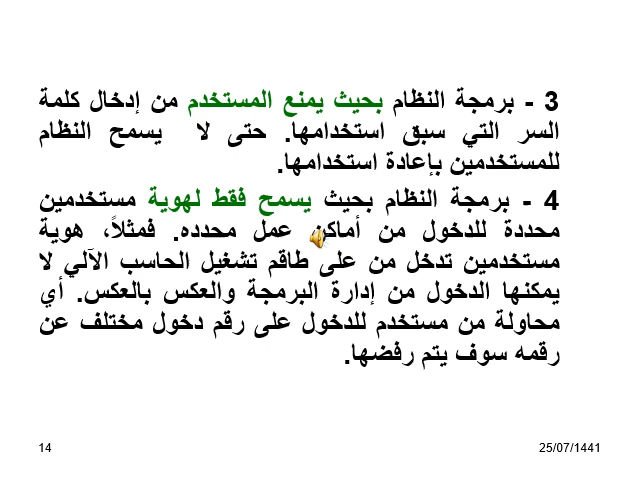 3 - برمجة النظام بحيث يمنع المستخدم من إدخال كلمة
السر التي سبق استخدامها. حتى لا يسمح النظام
للمستخدمين بإعادة استخدامها.
4 - برمجة النظام بحيث يسمح فقط لهوية مستخدمين
محددة للدخول من أماكن عمل محدده. فمثلاً، هوية
مستخدمين تدخل من على طاقم تشغيل الحاسب الآلي لا
يمكنها الدخول من إدارة البرمجة والعكس بالعكس. أي
محاولة من مستخدم للدخول على رقم دخول مختلف عن
رقمه سوف يتم رفضها.
25/07/1441
14